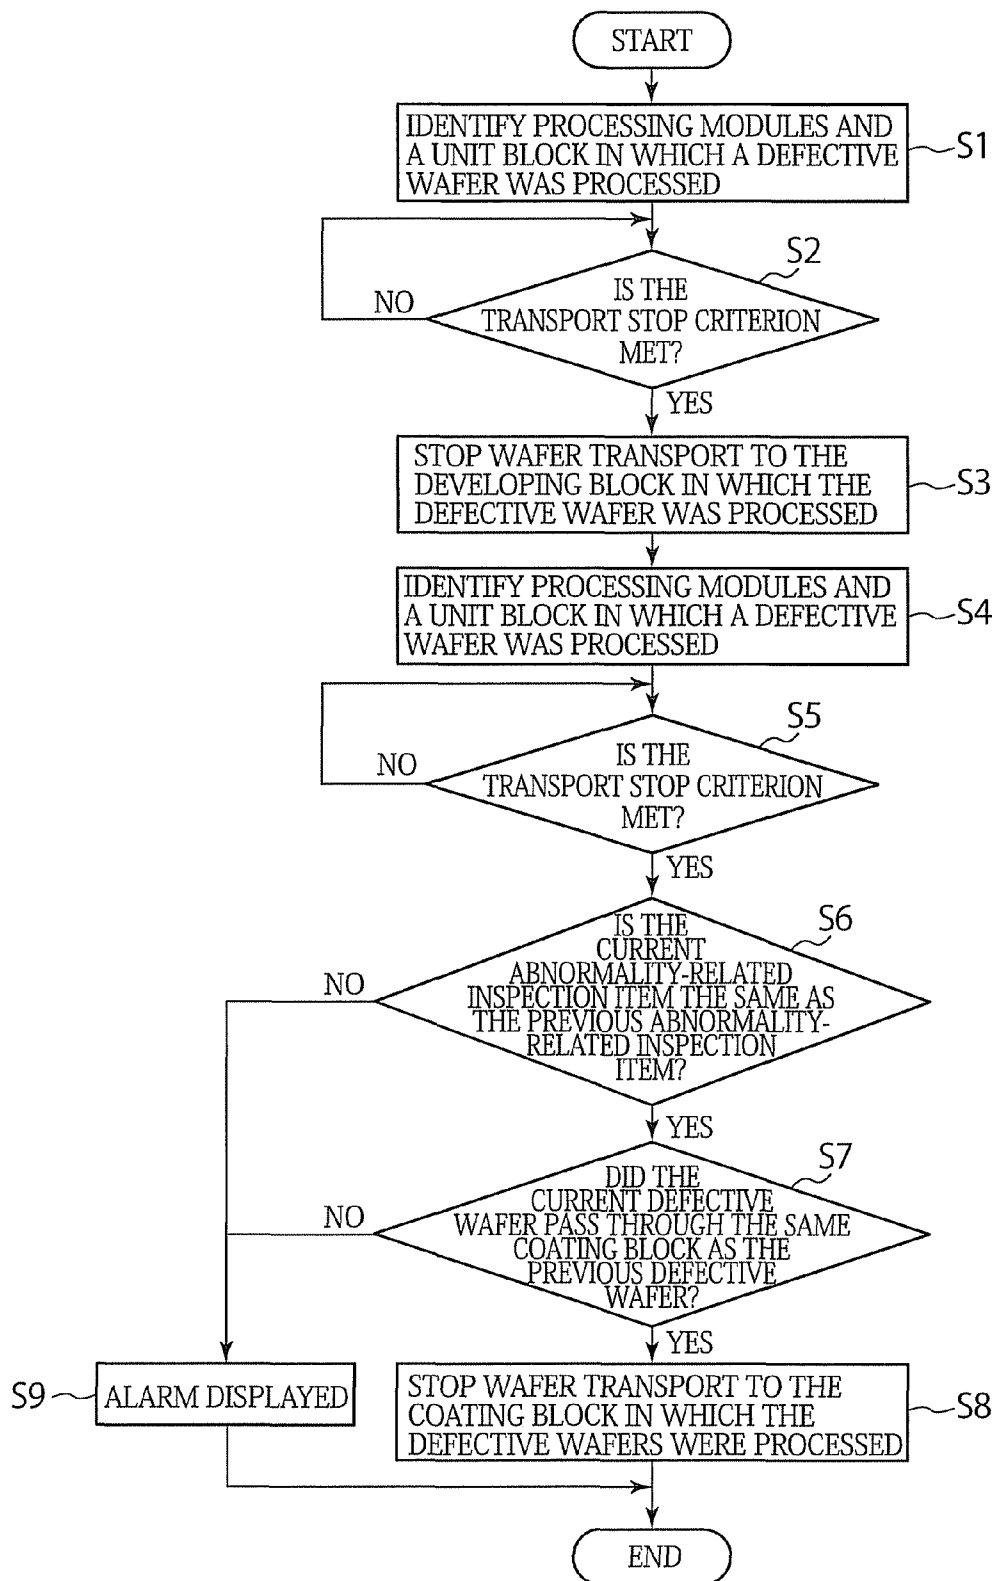 START
IDENTIFY PROCESSING MODULES AND
A UNIT BLOCK IN WHICH A DEFECTIVE
WAFER WAS PROCESSED
S1
S2
IS THE
TRANSPORT STOP CRITERION
MET?
NO
YES
STOP WAFER TRANSPORT TO THE
DEVELOPING BLOCK IN WHICH THE
DEFECTIVE WAFER WAS PROCESSED
S3
IDENTIFY PROCESSING MODULES AND
A UNIT BLOCK IN WHICH A DEFECTIVE
WAFER WAS PROCESSED
S4
S5
IS THE
TRANSPORT STOP CRITERION
MET?
NO
YES
S6
IS THE
CURRENT
ABNORMALITY-RELATED
INSPECTION ITEM THE SAME AS
THE PREVIOUS ABNORMALITY-
RELATED INSPECTION
ITEM?
NO
YES
S7
DID THE
CURRENT DEFECTIVE
WAFER PASS THROUGH THE SAME
COATING BLOCK AS THE
PREVIOUS DEFECTIVE
WAFER?
NO
YES
S9
ALARM DISPLAYED
STOP WAFER TRANSPORT TO THE
COATING BLOCK IN WHICH THE
DEFECTIVE WAFERS WERE PROCESSED
S8
END